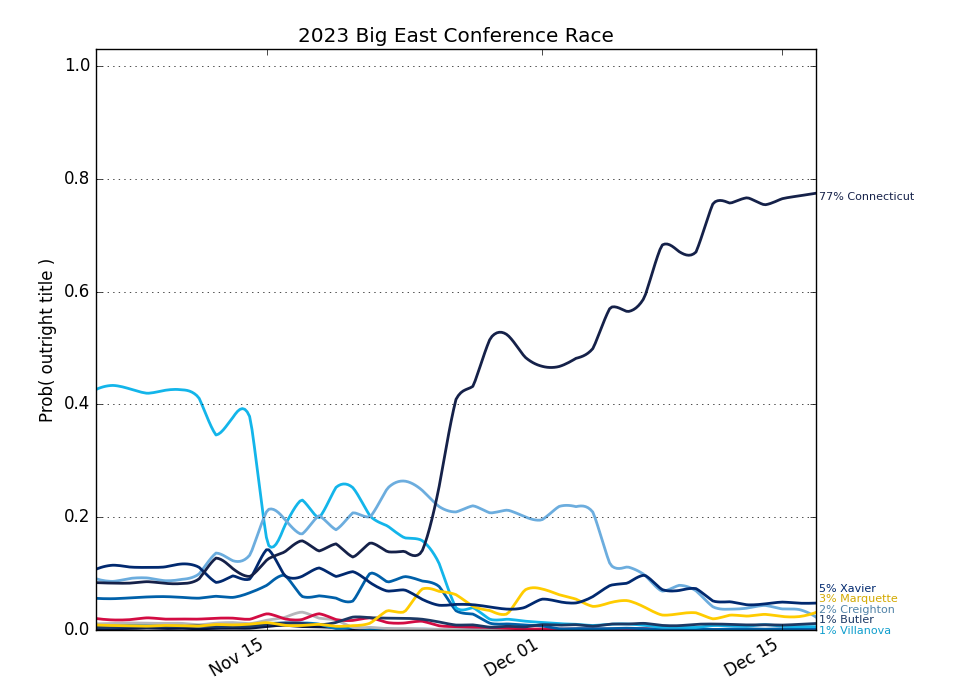 2023 Big East Conference Race
Prob( outright title )
1.0
0.8
0.6
0.4
0.2
0.0
Nov 15
Dec 01
Dec 15
77% Connecticut
5% Xavier
3% Marquette
2% Creighton
1% Butler
1% Villanova